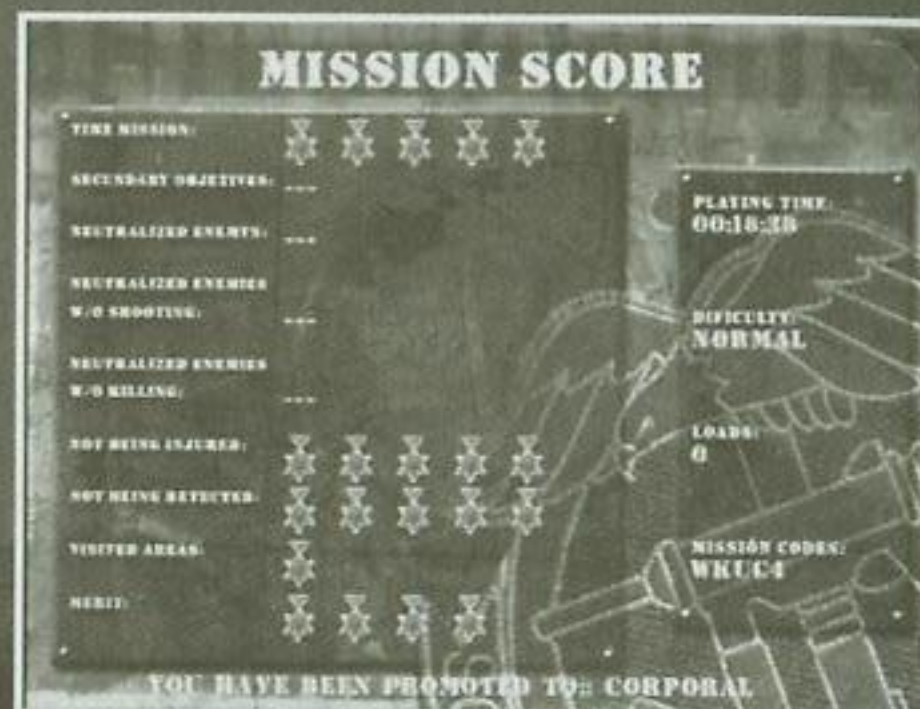 MISSION SCORE
TIME MISSION:
SECUNDARY OBJETIVES: ---
NEUTRALIZED ENEMYS: ---
NEUTRALIZED ENEMIES
W/O SHOOTING: ---
NEUTRALIZED ENEMIES
W/O KILLING: ---
NOT BEING INJURED:
NOT BEING DETECTED:
VISITED AREAS:
MERIT:
PLAYING TIME:
00:18:38
DIFICULTY:
NORMAL
LOADS:
0
MISSIÓN CODES:
WKUC4
YOU HAVE BEEN PROMOTED TO:: CORPORAL